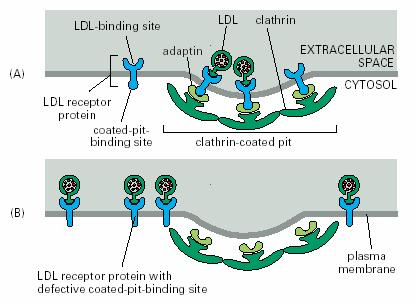 LDL-binding site
LDL
clathrin
adaptin
EXTRACELLULAR
SPACE
(A)
CYTOSOL
LDL receptor
protein
coated-pit-
binding site
clathrin-coated pit
(B)
LDL receptor protein with
defective coated-pit-binding site
plasma
membrane